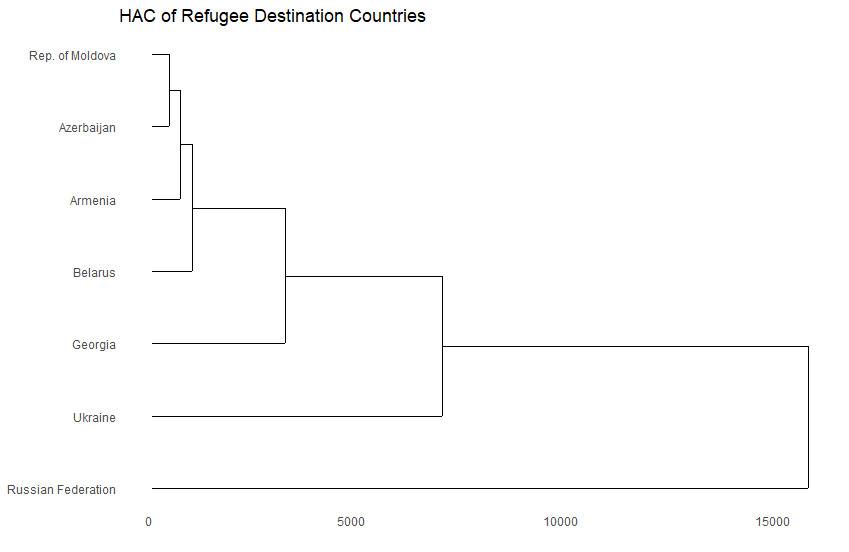 HAC of Refugee Destination Countries
Rep. of Moldova
Azerbaijan
Armenia
Belarus
Georgia
Ukraine
Russian Federation
0 5000 10000 15000